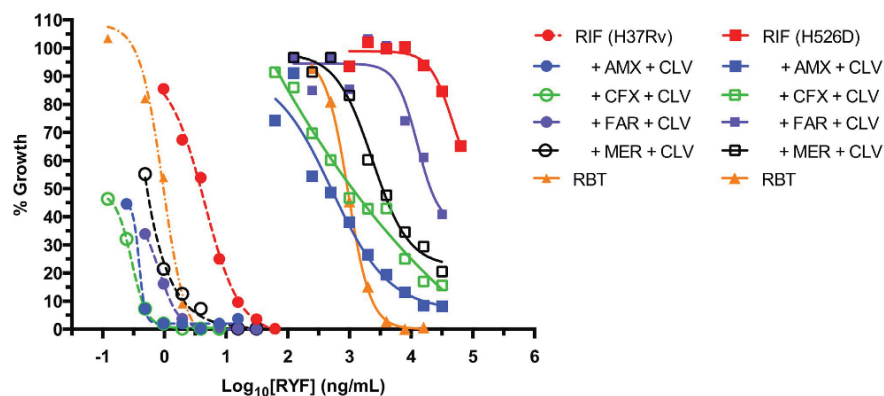 % Growth
110
100
90
80
70
60
50
40
30
20
10
0
-1 0 1 2 3 4 5 6
Log10[RYF] (ng/mL)
RIF (H37Rv)
+ AMX + CLV
+ CFX + CLV
+ FAR + CLV
+ MER + CLV
RBT
RIF (H526D)
+ AMX + CLV
+ CFX + CLV
+ FAR + CLV
+ MER + CLV
RBT